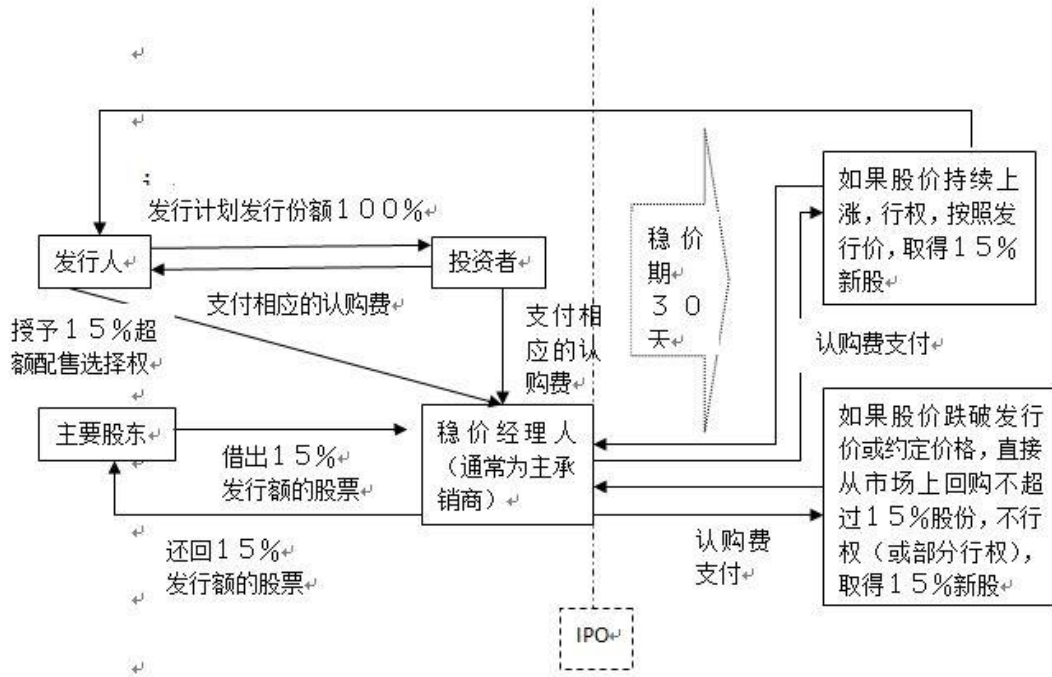 发行计划发行份额１００％
发行人
投资者
支付相应的认购费
授予１５％超
额配售选择权
支付相
应的认
购费
主要股东
借出１５％
发行额的股票
稳价经理人
（通常为主承
销商）
还回１５％
发行额的股票
稳价
期
３０
天
如果股价持续上
涨，行权，按照发
行价，取得１５％
新股
认购费支付
如果股价跌破发行
价或约定价格，直接
从市场上回购不超
过１５％股份，不行
权（或部分行权），
取得１５％新股
认购费
支付
IPO